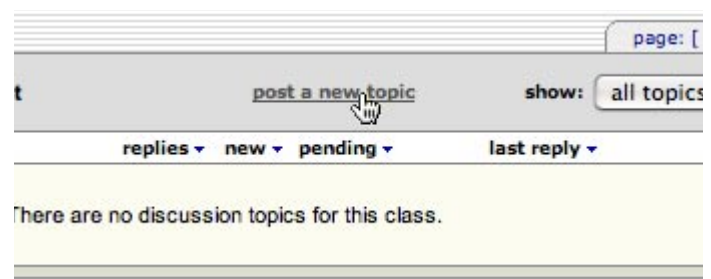 page: [
t post a new topic show: all topics
replies new pending last reply
There are no discussion topics for this class.